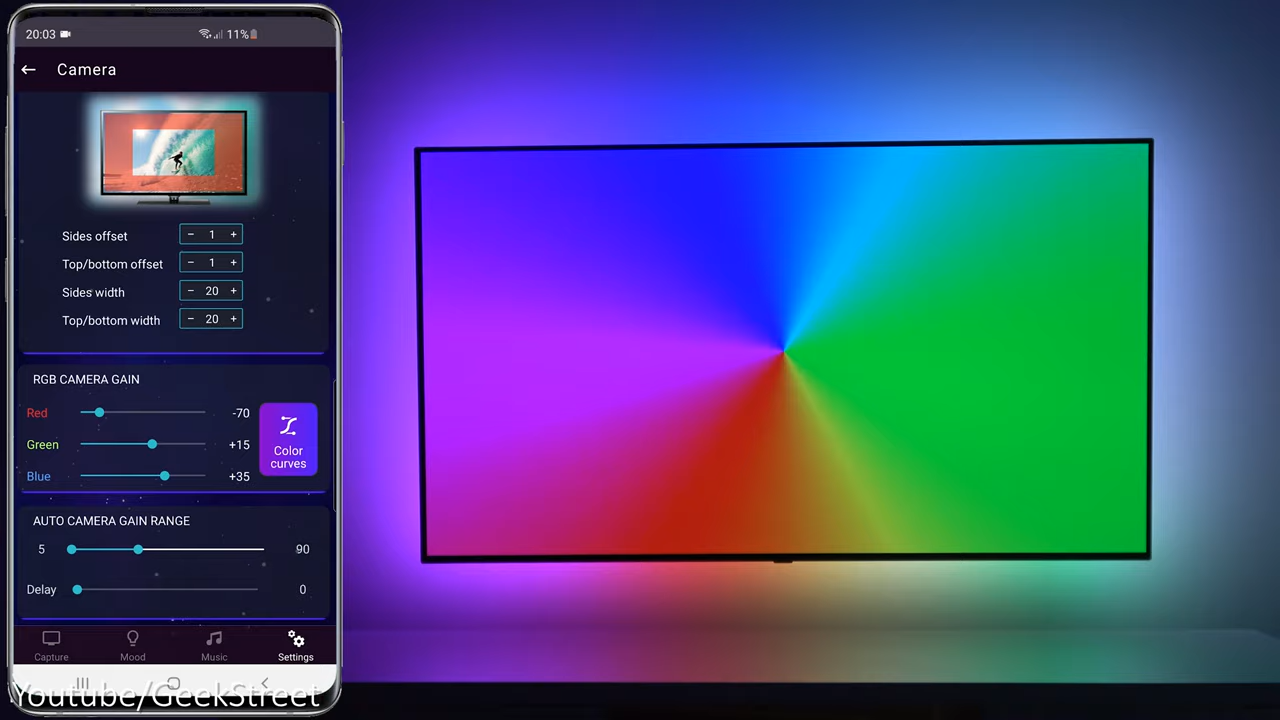 20:03 11%
Camera
Sides offset - 1 +
Top/bottom offset - 1 +
Sides width - 20 +
Top/bottom width - 20 +
RGB CAMERA GAIN
Red -70
Green +15
Blue +35
Color
curves
AUTO CAMERA GAIN RANGE
5 90
Delay 0
Capture Mood Music Settings
Youtube/GeekStreet